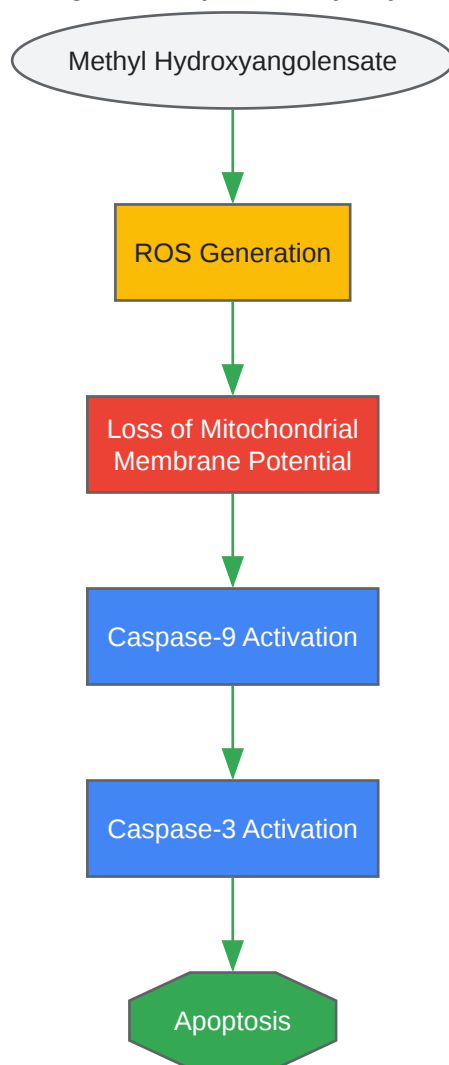 Methyl Hydroxyangolensate
ROS Generation
Loss of Mitochondrial
Membrane Potential
Caspase-9 Activation
Caspase-3 Activation
Apoptosis